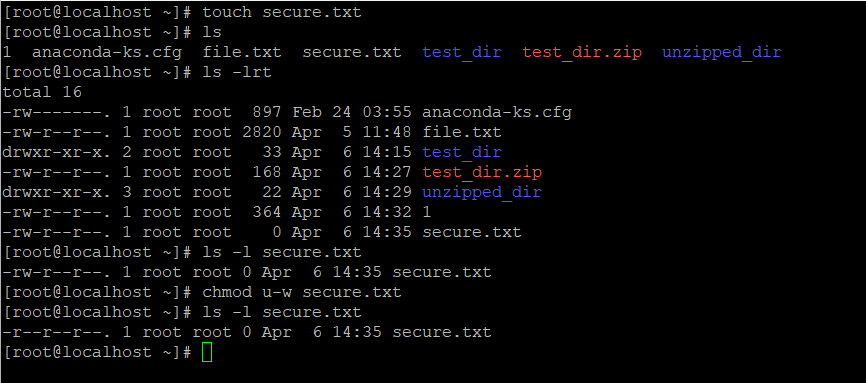 [root@localhost ~]# touch secure.txt
[root@localhost ~]# ls
1  anaconda-ks.cfg  file.txt  secure.txt  test_dir  test_dir.zip  unzipped_dir
[root@localhost ~]# ls -lrt
total 16
-rw-------. 1 root root  897 Feb 24 03:55 anaconda-ks.cfg
-rw-r--r--. 1 root root 2820 Apr  5 11:48 file.txt
drwxr-xr-x. 2 root root   33 Apr  6 14:15 test_dir
-rw-r--r--. 1 root root  168 Apr  6 14:27 test_dir.zip
drwxr-xr-x. 3 root root   22 Apr  6 14:29 unzipped_dir
-rw-r--r--. 1 root root  364 Apr  6 14:32 1
-rw-r--r--. 1 root root    0 Apr  6 14:35 secure.txt
[root@localhost ~]# ls -l secure.txt
-rw-r--r--. 1 root root 0 Apr  6 14:35 secure.txt
[root@localhost ~]# chmod u-w secure.txt
[root@localhost ~]# ls -l secure.txt
-r--r--r--. 1 root root 0 Apr  6 14:35 secure.txt
[root@localhost ~]#